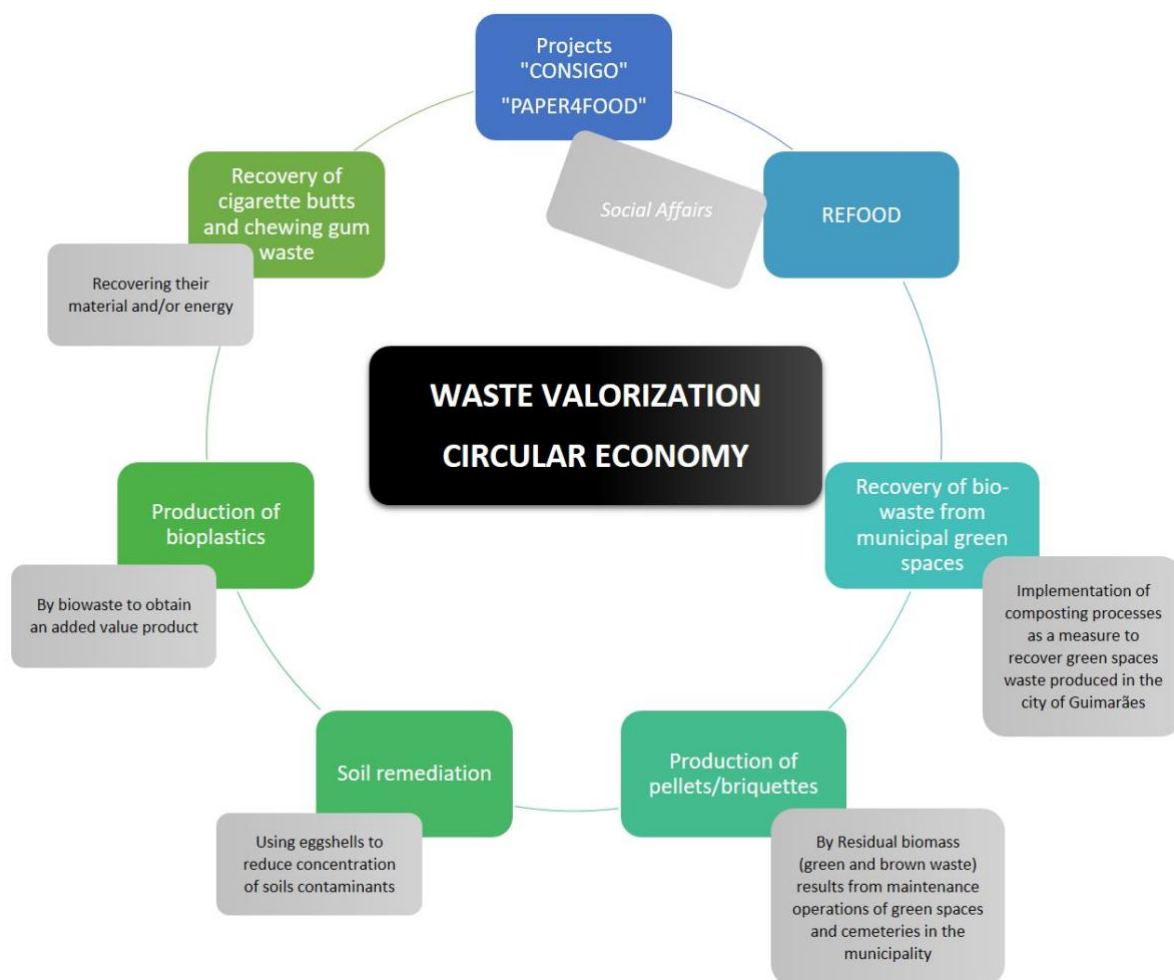 Projects
"CONSIGO"
"PAPER4FOOD"
Social Affairs
REFOOD
Recovery of
cigarette butts
and chewing gum
waste
Recovering their
material and/or energy
WASTE VALORIZATION
CIRCULAR ECONOMY
Recovery of bio-
waste from
municipal green
spaces
Implementation of
composting processes
as a measure to
recover green spaces
waste produced in the
city of Guimarães
Production of
bioplastics
By biowaste to obtain
an added value product
Soil remediation
Using eggshells to
reduce concentration
of soils contaminants
Production of
pellets/briquettes
By Residual biomass
(green and brown waste)
results from maintenance
operations of green spaces
and cemeteries in the
municipality